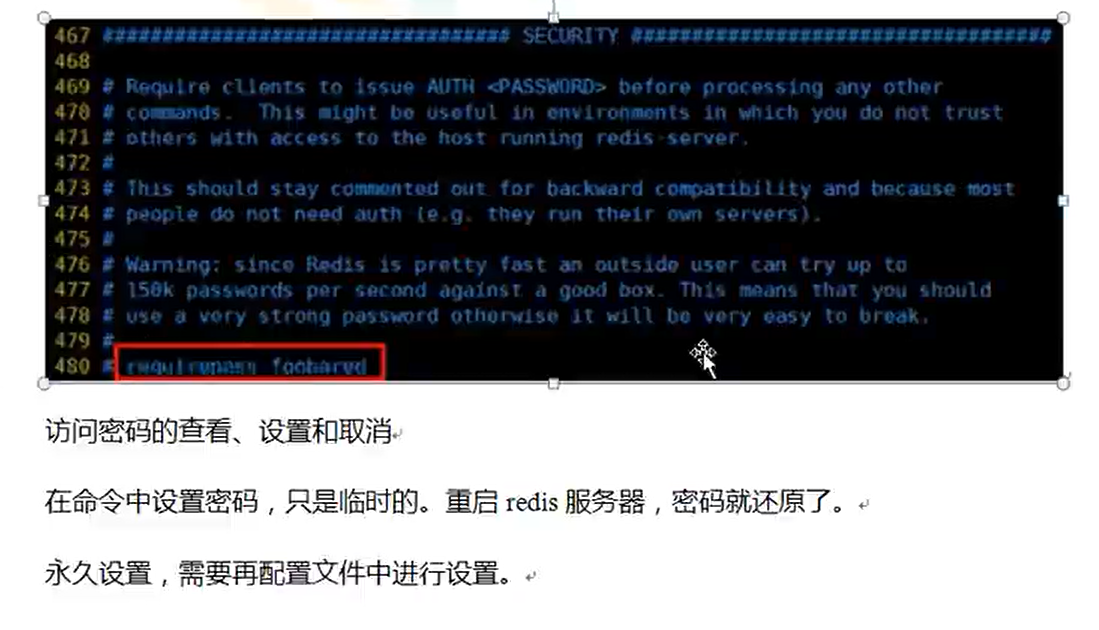 467 ################################## SECURITY ###################################
468
469 # Require clients to issue AUTH <PASSWORD> before processing any other
470 # commands.  This might be useful in environments in which you do not trust
471 # others with access to the host running redis-server.
472 #
473 # This should stay commented out for backward compatibility and because most
474 # people do not need auth (e.g. they run their own servers).
475 #
476 # Warning: since Redis is pretty fast an outside user can try up to
477 # 150k passwords per second against a good box. This means that you should
478 # use a very strong password otherwise it will be very easy to break.
479 #
480 # requirepass foobared
访问密码的查看、设置和取消
在命令中设置密码，只是临时的。重启 redis 服务器，密码就还原了。
永久设置，需要再配置文件中进行设置。